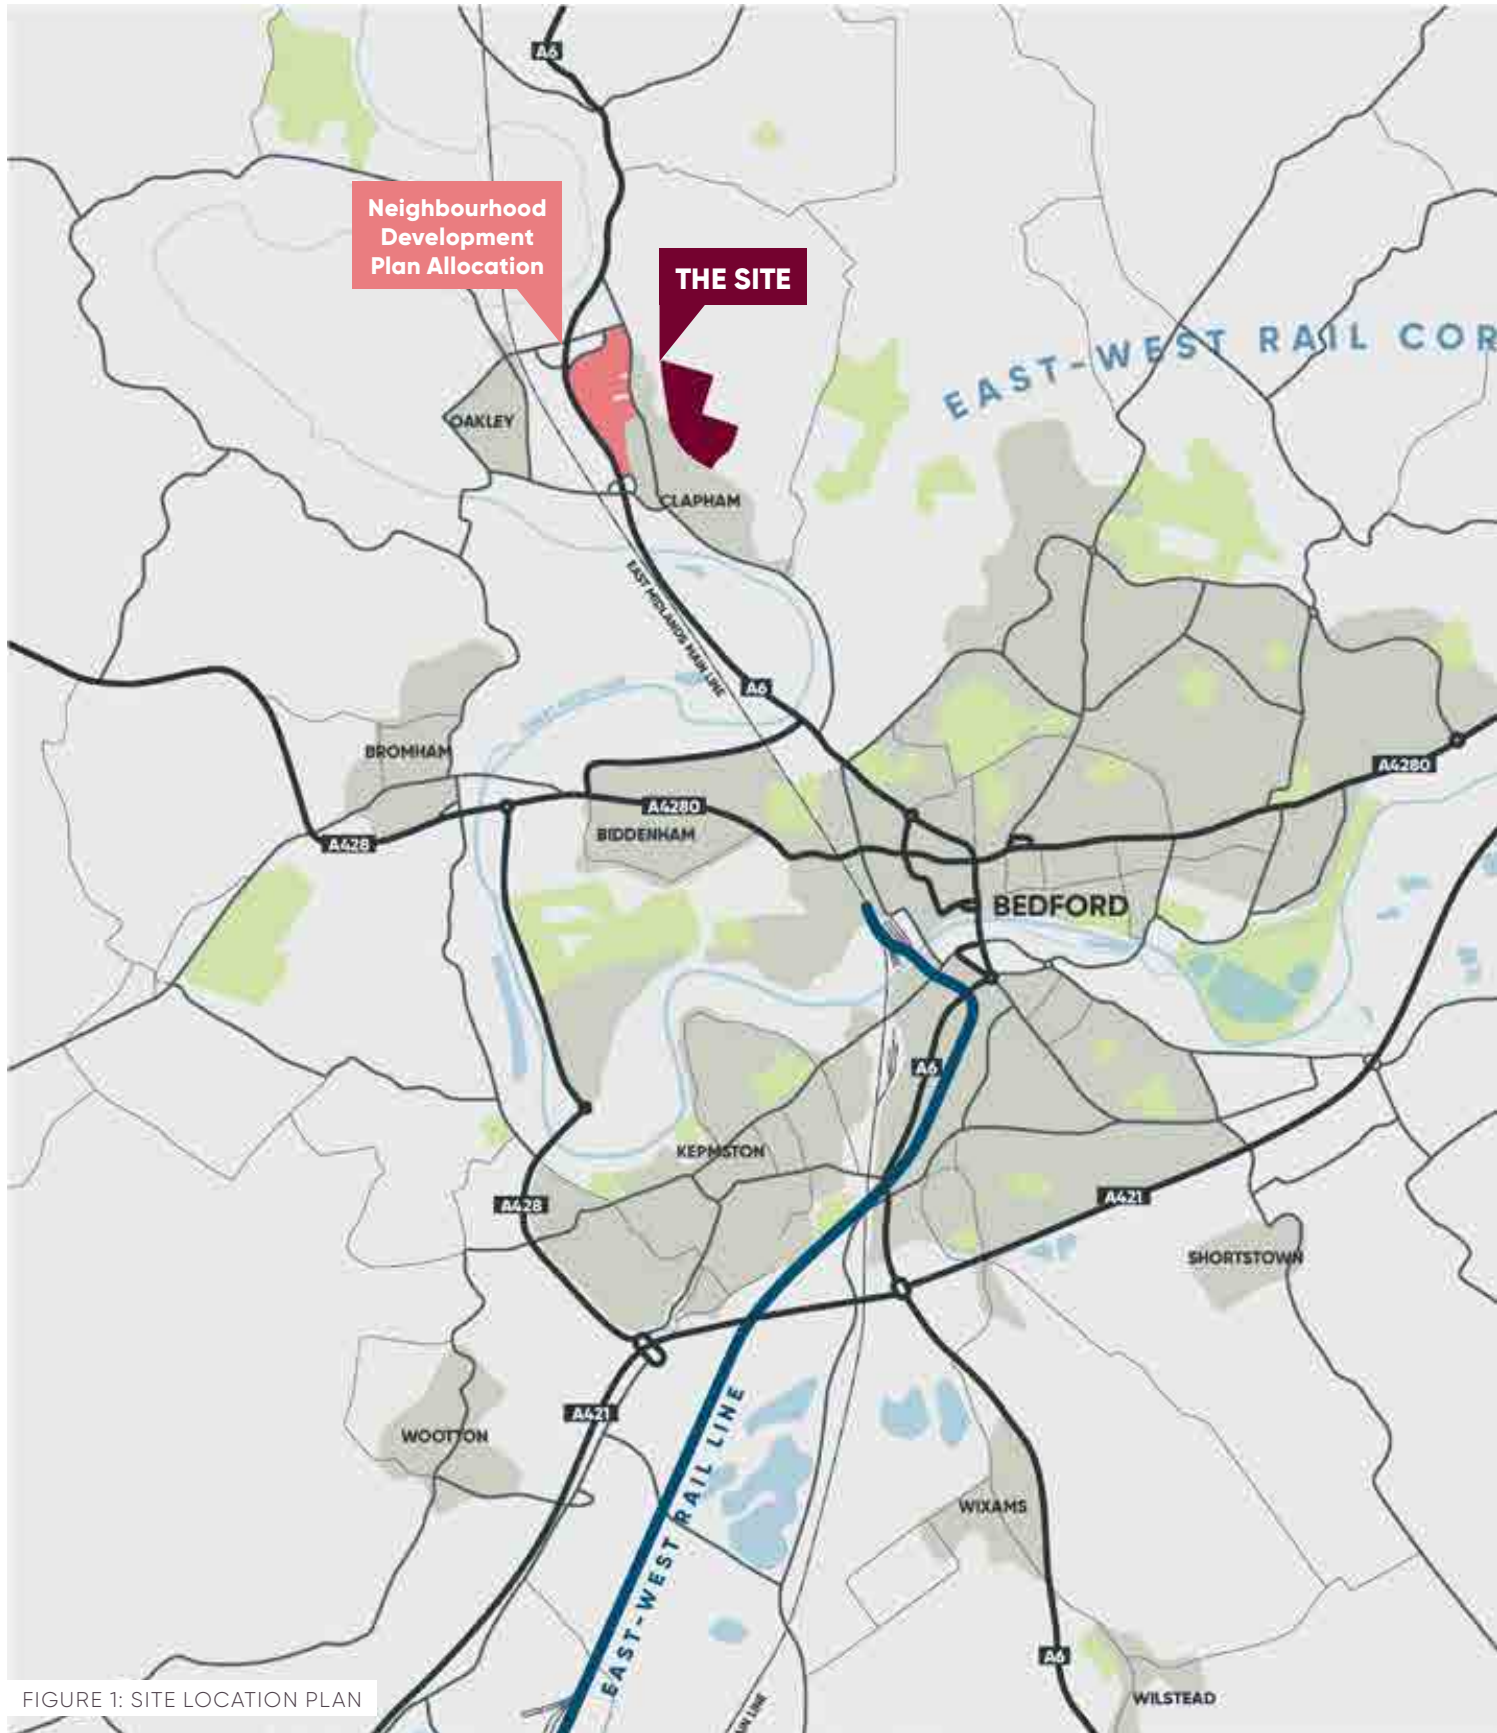 A6
Neighbourhood
Development
Plan Allocation
THE SITE
EAST-WEST RAIL COR
OAKLEY
CLAPHAM
EAST MIDLANDS MAIN LINE
A6
BROMHAM
A4280
A4280
BIDDENHAM
A428
BEDFORD
A6
KEPMSTON
A428
A421
SHORTSTOWN
A421
WOOTTON
EAST-WEST RAIL LINE
WIXAMS
A6
WILSTEAD
LINE
FIGURE 1: SITE LOCATION PLAN